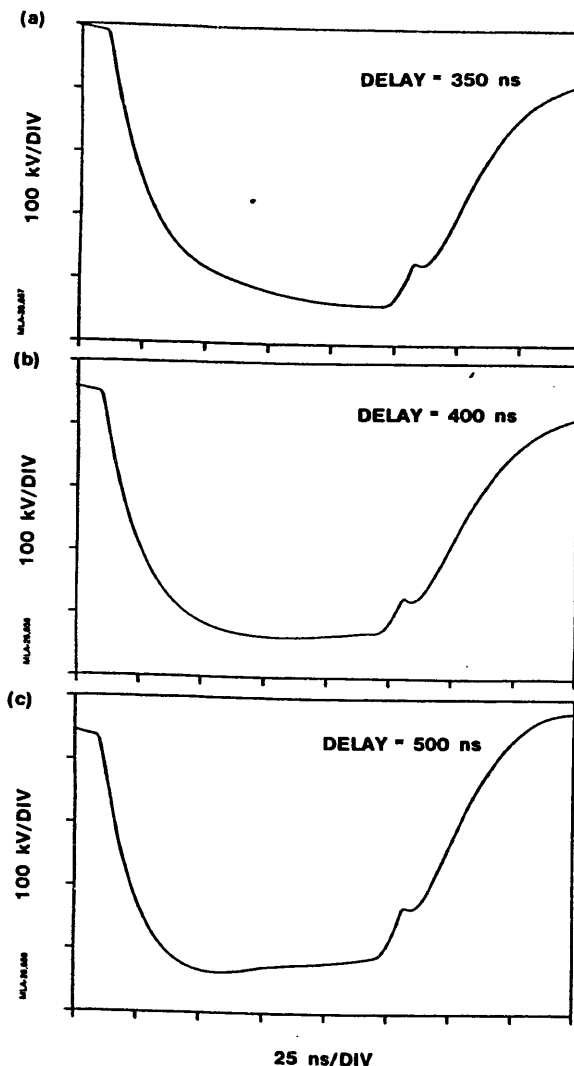 (a)
DELAY = 350 ns
100 kV/DIV
(b)
DELAY = 400 ns
100 kV/DIV
(c)
DELAY = 500 ns
100 kV/DIV
25 ns/DIV